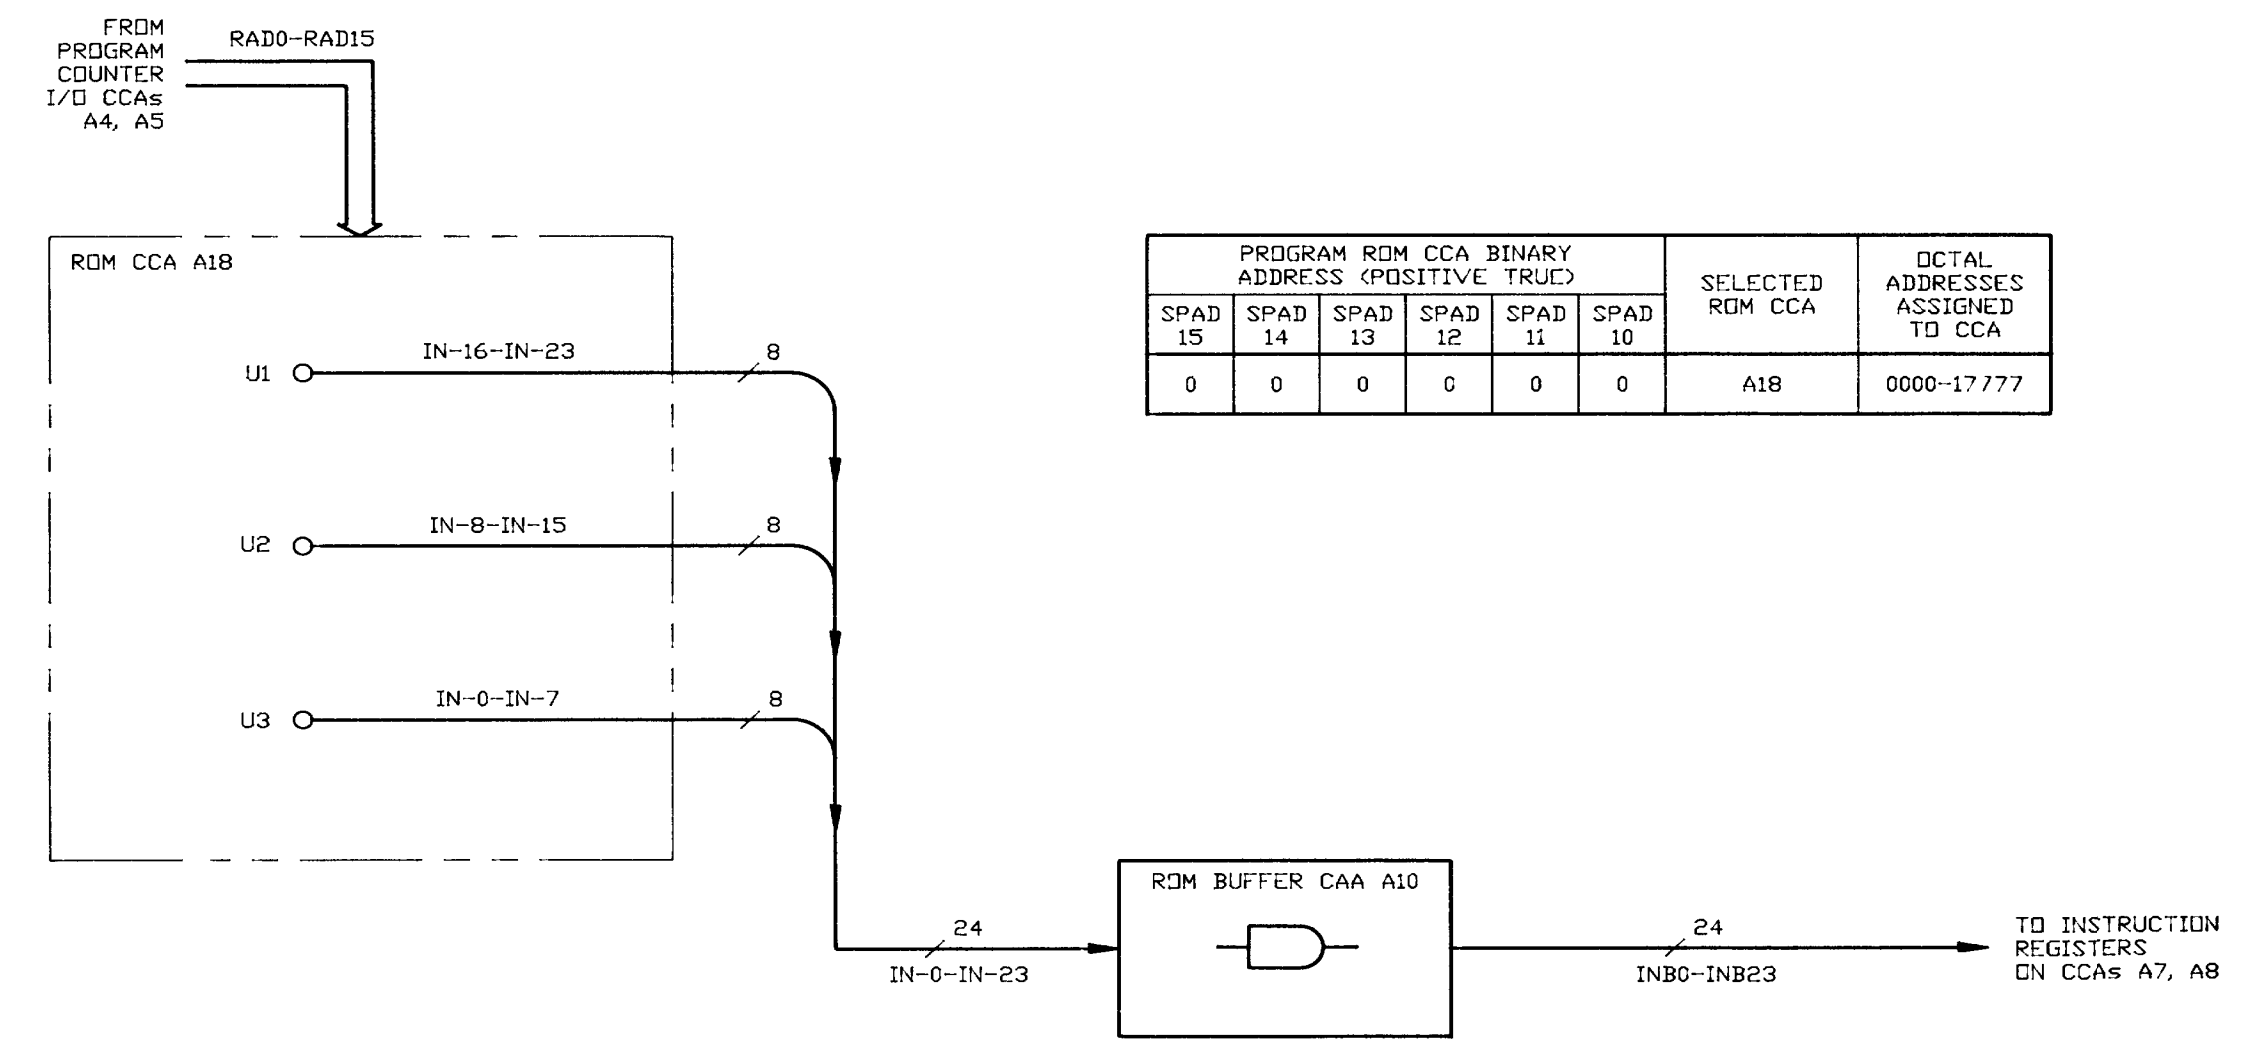 FROM
PROGRAM
COUNTER
I/O CCAs
A4, A5
RAD0-RAD15
ROM CCA A18
U1
IN-16-IN-23
8
U2
IN-8-IN-15
8
U3
IN-0-IN-7
8
PROGRAM ROM CCA BINARY
ADDRESS (POSITIVE TRUE)
SELECTED
ROM CCA
OCTAL
ADDRESSES
ASSIGNED
TO CCA
SPAD
15
SPAD
14
SPAD
13
SPAD
12
SPAD
11
SPAD
10
0 0 0 0 0 0 A18 0000-17777
24
IN-0-IN-23
ROM BUFFER CAA A10
24
INB0-INB23
TO INSTRUCTION
REGISTERS
ON CCAs A7, A8